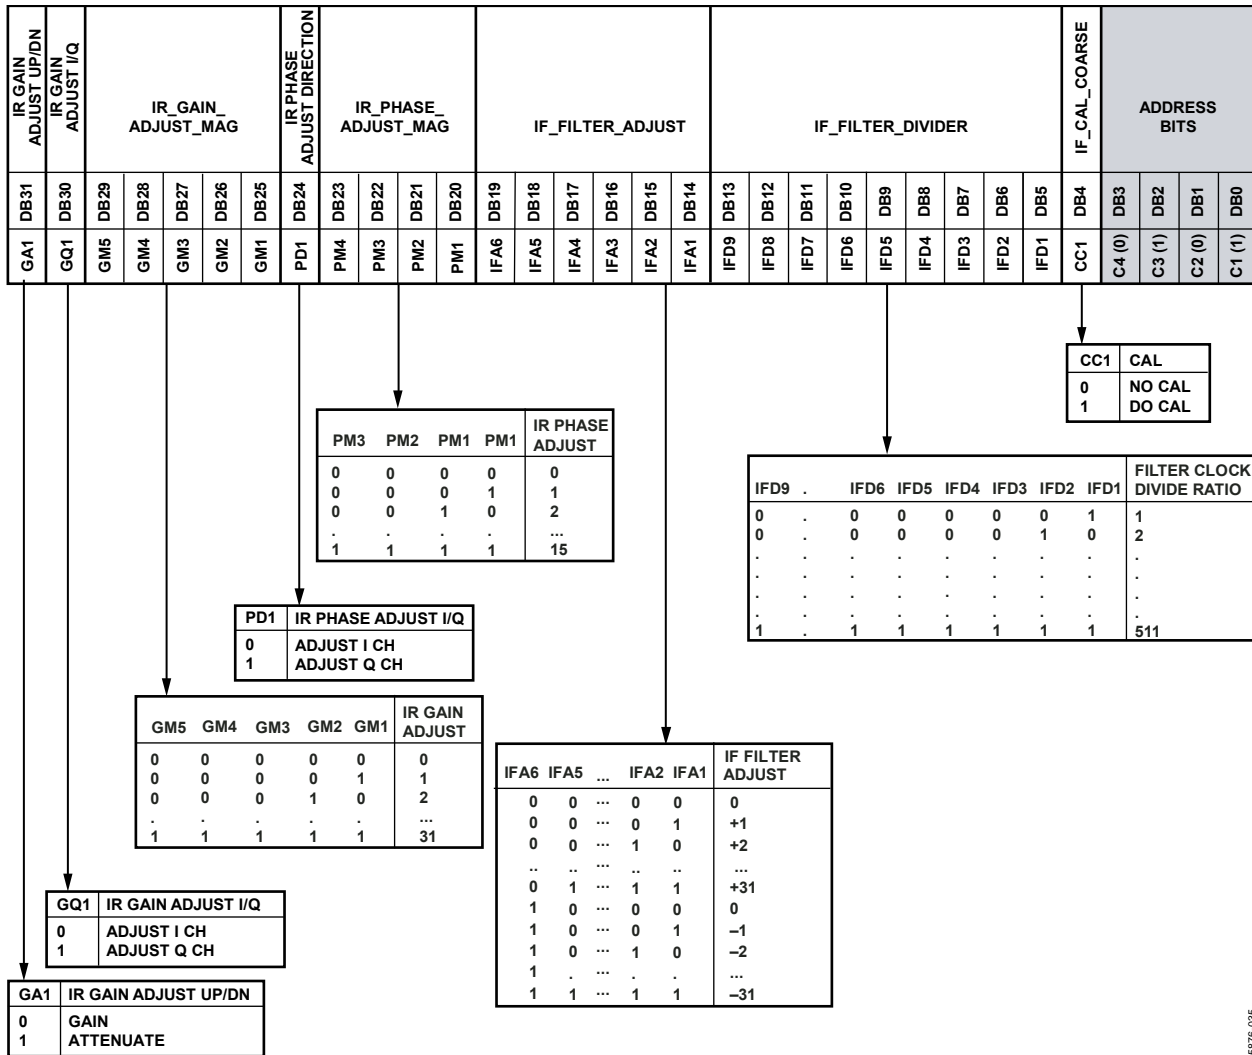 IR GAIN
ADJUST UP/DN
IR GAIN
ADJUST I/Q
IR_GAIN_
ADJUST_MAG
IR PHASE
ADJUST DIRECTION
IR_PHASE_
ADJUST_MAG
IF_FILTER_ADJUST
IF_FILTER_DIVIDER
IF_CAL_COARSE
ADDRESS
BITS
DB31 DB30 DB29 DB28 DB27 DB26 DB25 DB24 DB23 DB22 DB21 DB20 DB19 DB18 DB17 DB16 DB15 DB14 DB13 DB12 DB11 DB10 DB9 DB8 DB7 DB6 DB5 DB4 DB3 DB2 DB1 DB0
GA1 GQ1 GM5 GM4 GM3 GM2 GM1 PD1 PM4 PM3 PM2 PM1 IFA6 IFA5 IFA4 IFA3 IFA2 IFA1 IFD9 IFD8 IFD7 IFD6 IFD5 IFD4 IFD3 IFD2 IFD1 CC1 C4 (0) C3 (1) C2 (0) C1 (1)
CC1 CAL
0 NO CAL
1 DO CAL
PM3 PM2 PM1 PM1 IR PHASE
ADJUST
0 0 0 0 0
0 0 0 1 1
0 0 1 0 2
. . . . ...
1 1 1 1 15
IFD9 . IFD6 IFD5 IFD4 IFD3 IFD2 IFD1 FILTER CLOCK
DIVIDE RATIO
0 . 0 0 0 0 0 1 1
0 . 0 0 0 0 1 0 2
. . . . . . . . .
. . . . . . . . .
. . . . . . . . .
. . . . . . . . .
1 . 1 1 1 1 1 1 511
PD1 IR PHASE ADJUST I/Q
0 ADJUST I CH
1 ADJUST Q CH
GM5 GM4 GM3 GM2 GM1 IR GAIN
ADJUST
0 0 0 0 0 0
0 0 0 0 1 1
0 0 0 1 0 2
. . . . . ...
1 1 1 1 1 31
IFA6 IFA5 ... IFA2 IFA1 IF FILTER
ADJUST
0 0 ... 0 0 0
0 0 ... 0 1 +1
0 0 ... 1 0 +2
.. .. ... .. .. ...
0 1 ... 1 1 +31
1 0 ... 0 0 0
1 0 ... 0 1 –1
1 0 ... 1 0 –2
1 . ... . . ...
1 1 ... 1 1 –31
GQ1 IR GAIN ADJUST I/Q
0 ADJUST I CH
1 ADJUST Q CH
GA1 IR GAIN ADJUST UP/DN
0 GAIN
1 ATTENUATE